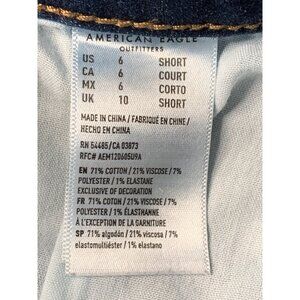 AMERICAN EAGLE
OUTFITTERS
US 6 SHORT
CA 6 COURT
MX 6 CORTO
UK 10 SHORT
MADE IN CHINA / FABRIQUÉ EN CHINE /
HECHO EN CHINA
RN 54485/CA 03873
RFC# AEM120605U9A
EN 71% COTTON / 21% VISCOSE / 7%
POLYESTER / 1% ELASTANE
EXCLUSIVE OF DECORATION
FR 71% COTON / 21% VISCOSE / 7%
POLYESTER / 1% ÉLASTHANNE
À L'EXCEPTION DE LA GARNITURE
SP 71% algodón / 21% viscosa / 7%
elastomultiéster / 1% elastano